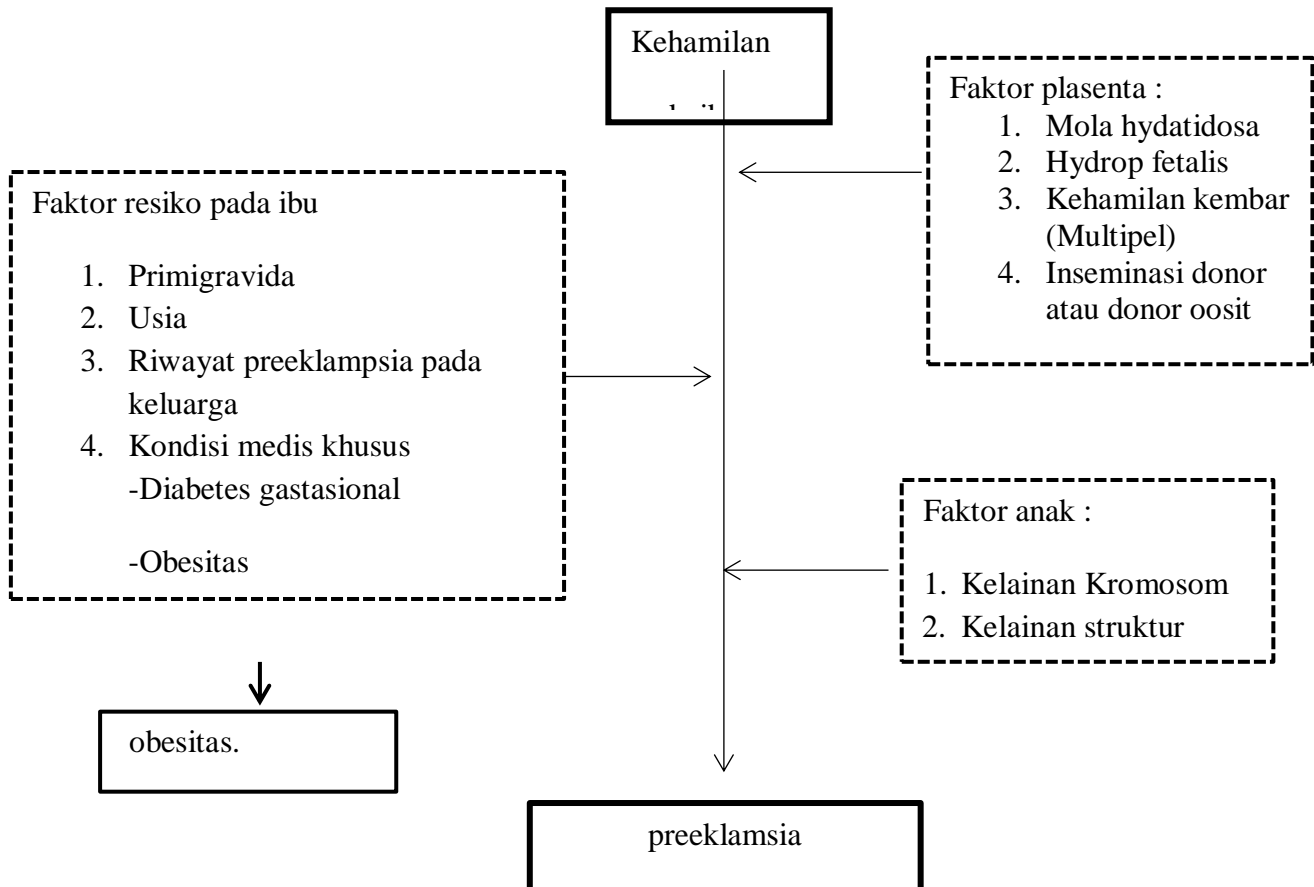 Kehamilan
Faktor plasenta :
1. Mola hydatidosa
2. Hydrop fetalis
3. Kehamilan kembar
(Multipel)
4. Inseminasi donor
atau donor oosit
Faktor resiko pada ibu
1. Primigravida
2. Usia
3. Riwayat preeklampsia pada
keluarga
4. Kondisi medis khusus
-Diabetes gastasional
-Obesitas
Faktor anak :
1. Kelainan Kromosom
2. Kelainan struktur
obesitas.
preeklamsia